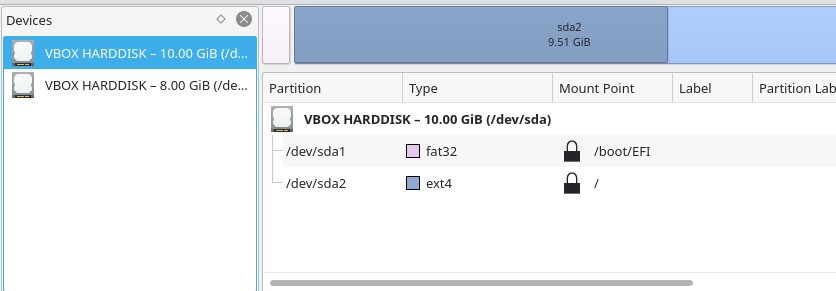 Devices
VBOX HARDDISK – 10.00 GiB (/d...
VBOX HARDDISK – 8.00 GiB (/de...
sda2
9.51 GiB
Partition Type Mount Point Label Partition Lab
VBOX HARDDISK – 10.00 GiB (/dev/sda)
/dev/sda1 fat32 /boot/EFI
/dev/sda2 ext4 /